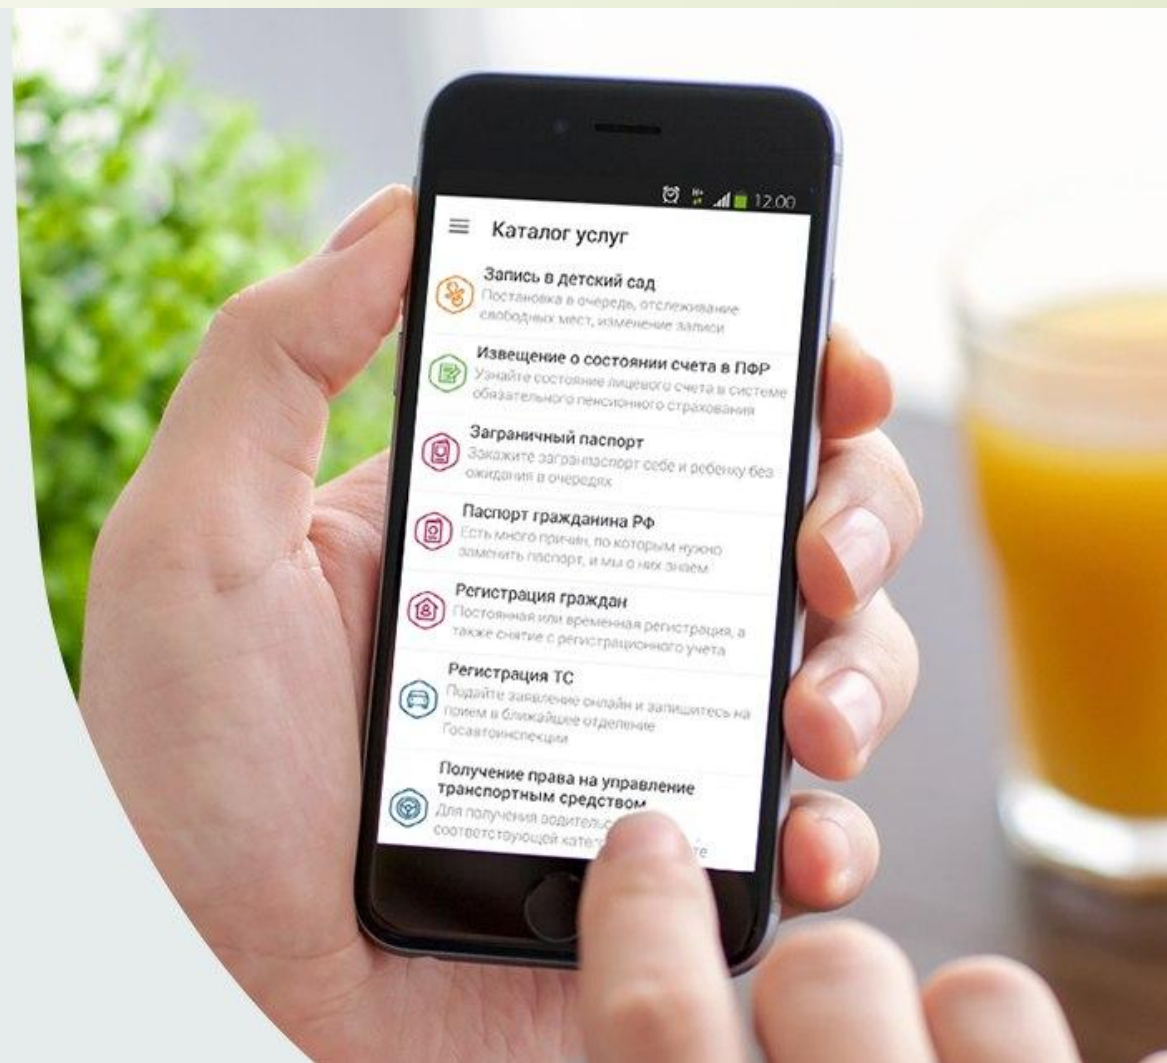 H+ 12:00
Каталог услуг
Запись в детский сад
Постановка в очередь, отслеживание
свободных мест, изменение записи
Извещение о состоянии счета в ПФР
Узнайте состояние лицевого счета в системе
обязательного пенсионного страхования
Заграничный паспорт
Закажите загранпаспорт себе и ребенку без
ожидания в очередях
Паспорт гражданина РФ
Есть много причин, по которым нужно
заменить паспорт, и мы о них знаем
Регистрация граждан
Постоянная или временная регистрация, а
также снятие с регистрационного учета
Регистрация ТС
Подайте заявление онлайн и запишитесь на
прием в ближайшее отделение
Госавтоинспекции
Получение права на управление
транспортным средством
Для получения
соответствующей